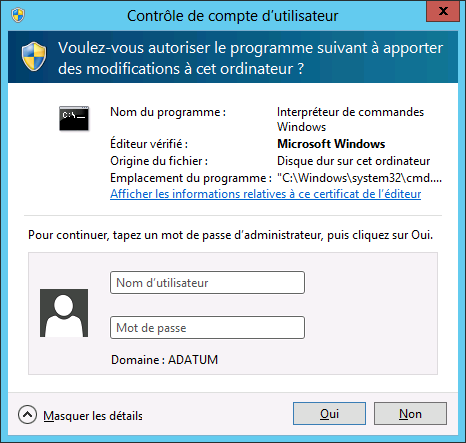 Contrôle de compte d'utilisateur
Voulez-vous autoriser le programme suivant à apporter
des modifications à cet ordinateur ?
C:\_
Nom du programme : Interpréteur de commandes
Windows
Éditeur vérifié : Microsoft Windows
Origine du fichier : Disque dur sur cet ordinateur
Emplacement du programme : "C:\Windows\system32\cmd....
Afficher les informations relatives à ce certificat de l'éditeur
Pour continuer, tapez un mot de passe d'administrateur, puis cliquez sur Oui.
Nom d'utilisateur
Mot de passe
Domaine : ADATUM
Masquer les détails
Oui
Non